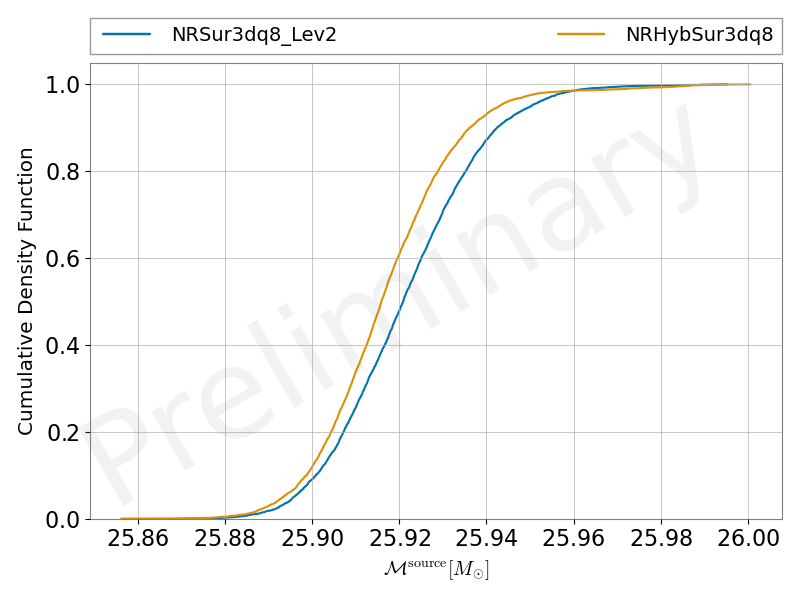 NRSur3dq8_Lev2 NRHybSur3dq8
1.0
0.8
0.6
0.4
0.2
0.0
Cumulative Density Function
Preliminary
25.86 25.88 25.90 25.92 25.94 25.96 25.98 26.00
ℳ^source [M_⊙]